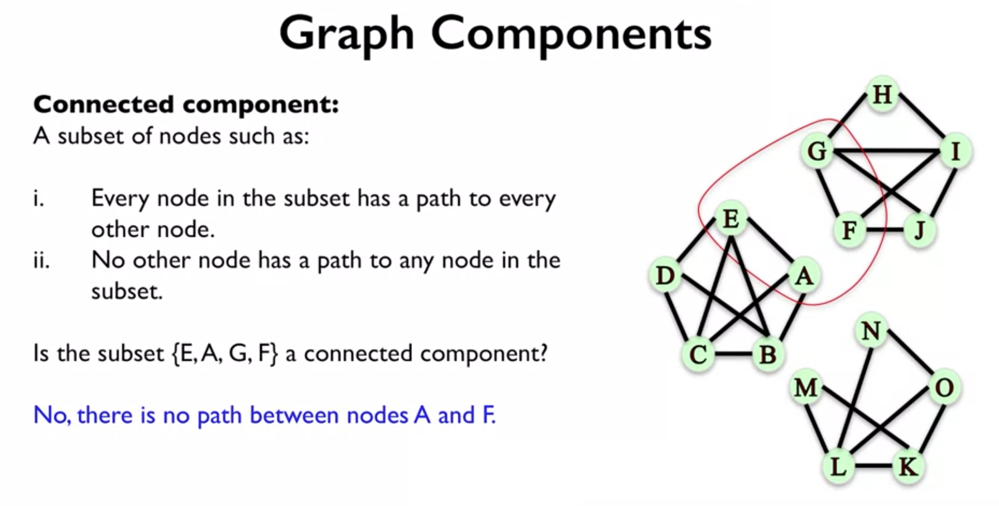 Graph Components
Connected component:
A subset of nodes such as:
i. Every node in the subset has a path to every
other node.
ii. No other node has a path to any node in the
subset.
Is the subset {E, A, G, F} a connected component?
No, there is no path between nodes A and F.
H
G I
F J
E
D A
C B
N
M O
L K